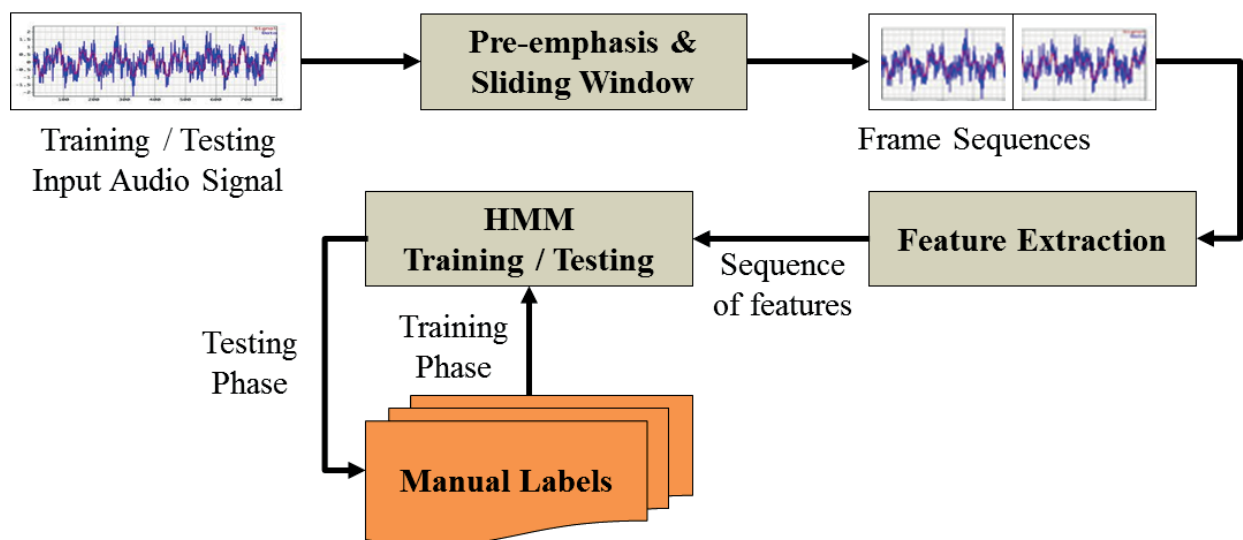 Pre-emphasis &
Sliding Window
Training / Testing
Input Audio Signal
Frame Sequences
HMM
Training / Testing
Feature Extraction
Sequence
of features
Testing
Phase
Training
Phase
Manual Labels